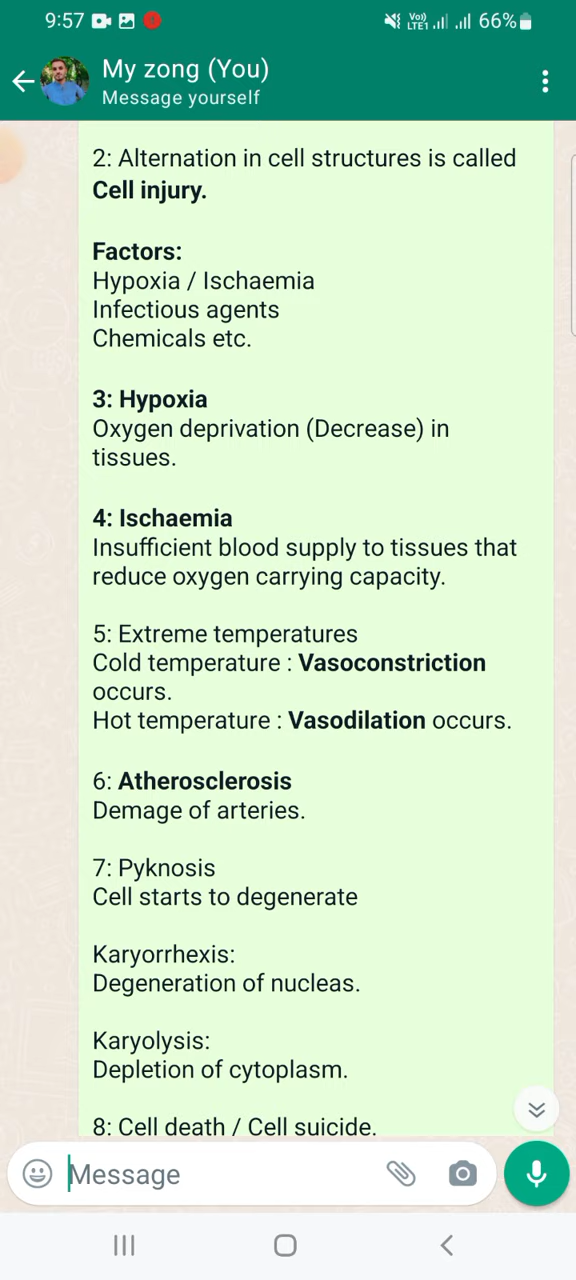 9:57
Vo))
LTE1
66%
My zong (You)
Message yourself
2: Alternation in cell structures is called
Cell injury.
Factors:
Hypoxia / Ischaemia
Infectious agents
Chemicals etc.
3: Hypoxia
Oxygen deprivation (Decrease) in
tissues.
4: Ischaemia
Insufficient blood supply to tissues that
reduce oxygen carrying capacity.
5: Extreme temperatures
Cold temperature : Vasoconstriction
occurs.
Hot temperature : Vasodilation occurs.
6: Atherosclerosis
Demage of arteries.
7: Pyknosis
Cell starts to degenerate
Karyorrhexis:
Degeneration of nucleas.
Karyolysis:
Depletion of cytoplasm.
8: Cell death / Cell suicide.
Message